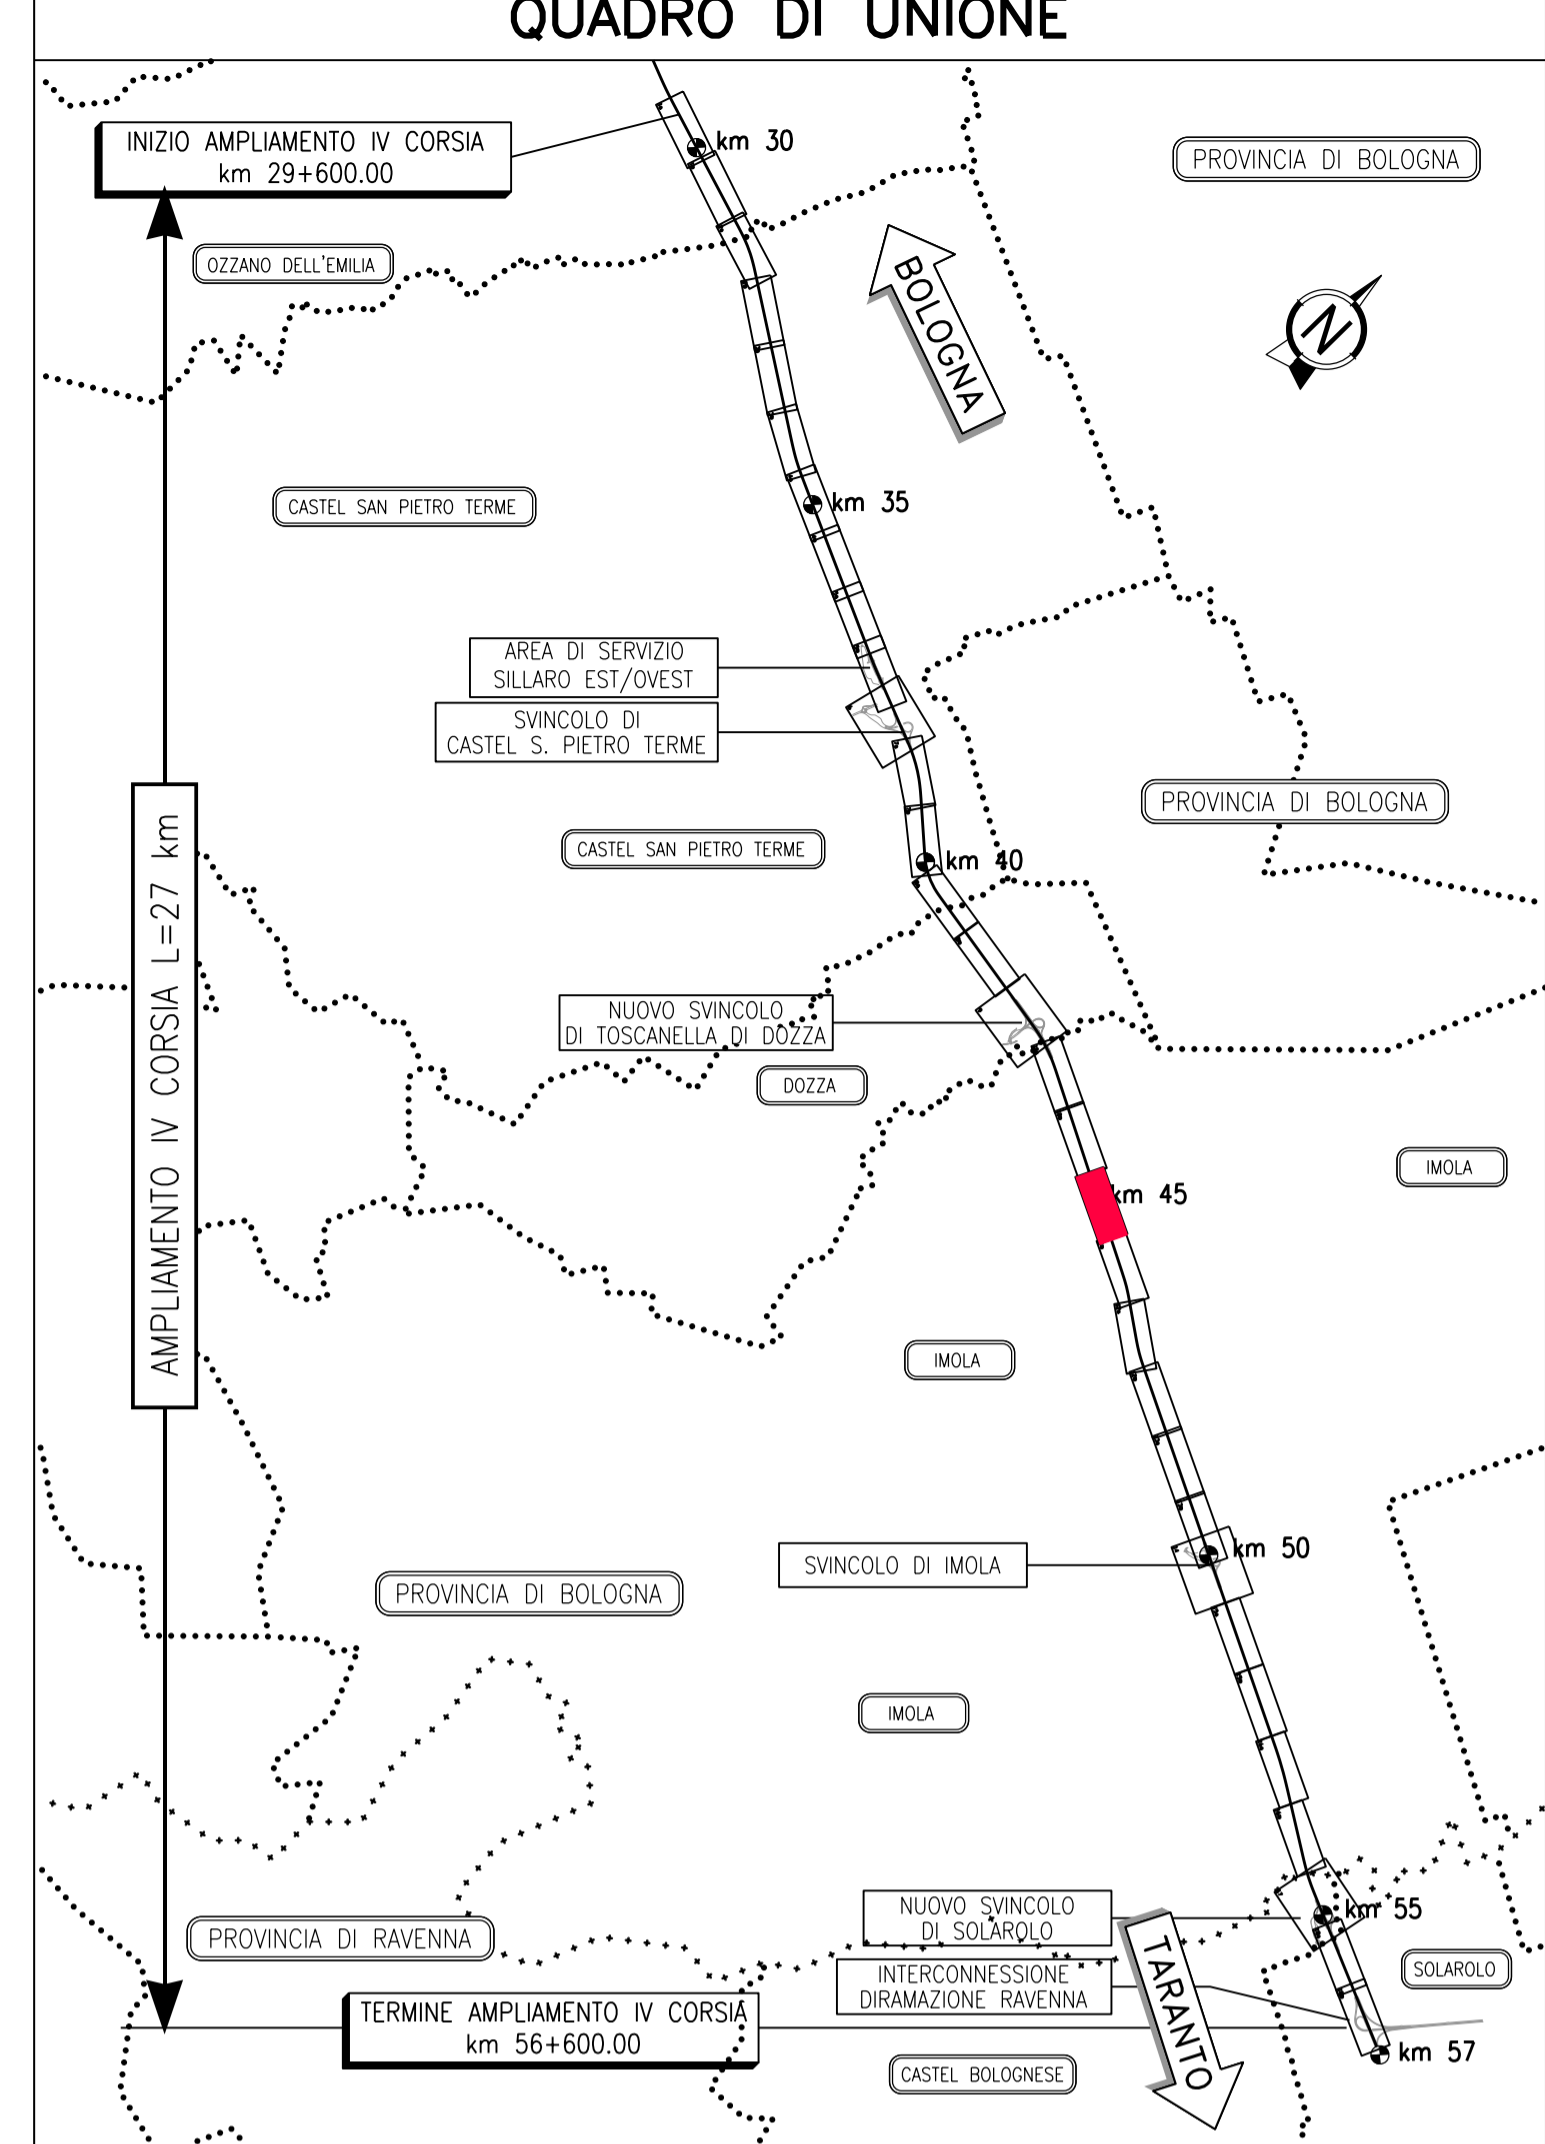 QUADRO DI UNIONE
INIZIO AMPLIAMENTO IV CORSIA
km 29+600.00
km 30
PROVINCIA DI BOLOGNA
OZZANO DELL'EMILIA
BOLOGNA
N
CASTEL SAN PIETRO TERME
km 35
AREA DI SERVIZIO
SILLARO EST/OVEST
SVINCOLO DI
CASTEL S. PIETRO TERME
PROVINCIA DI BOLOGNA
CASTEL SAN PIETRO TERME
km 40
AMPLIAMENTO IV CORSIA L=27 km
NUOVO SVINCOLO
DI TOSCANELLA DI DOZZA
DOZZA
IMOLA
km 45
IMOLA
km 50
SVINCOLO DI IMOLA
PROVINCIA DI BOLOGNA
IMOLA
NUOVO SVINCOLO
DI SOLAROLO
km 55
PROVINCIA DI RAVENNA
INTERCONNESSIONE
DIRAMAZIONE RAVENNA
SOLAROLO
TARANTO
TERMINE AMPLIAMENTO IV CORSIA
km 56+600.00
km 57
CASTEL BOLOGNESE